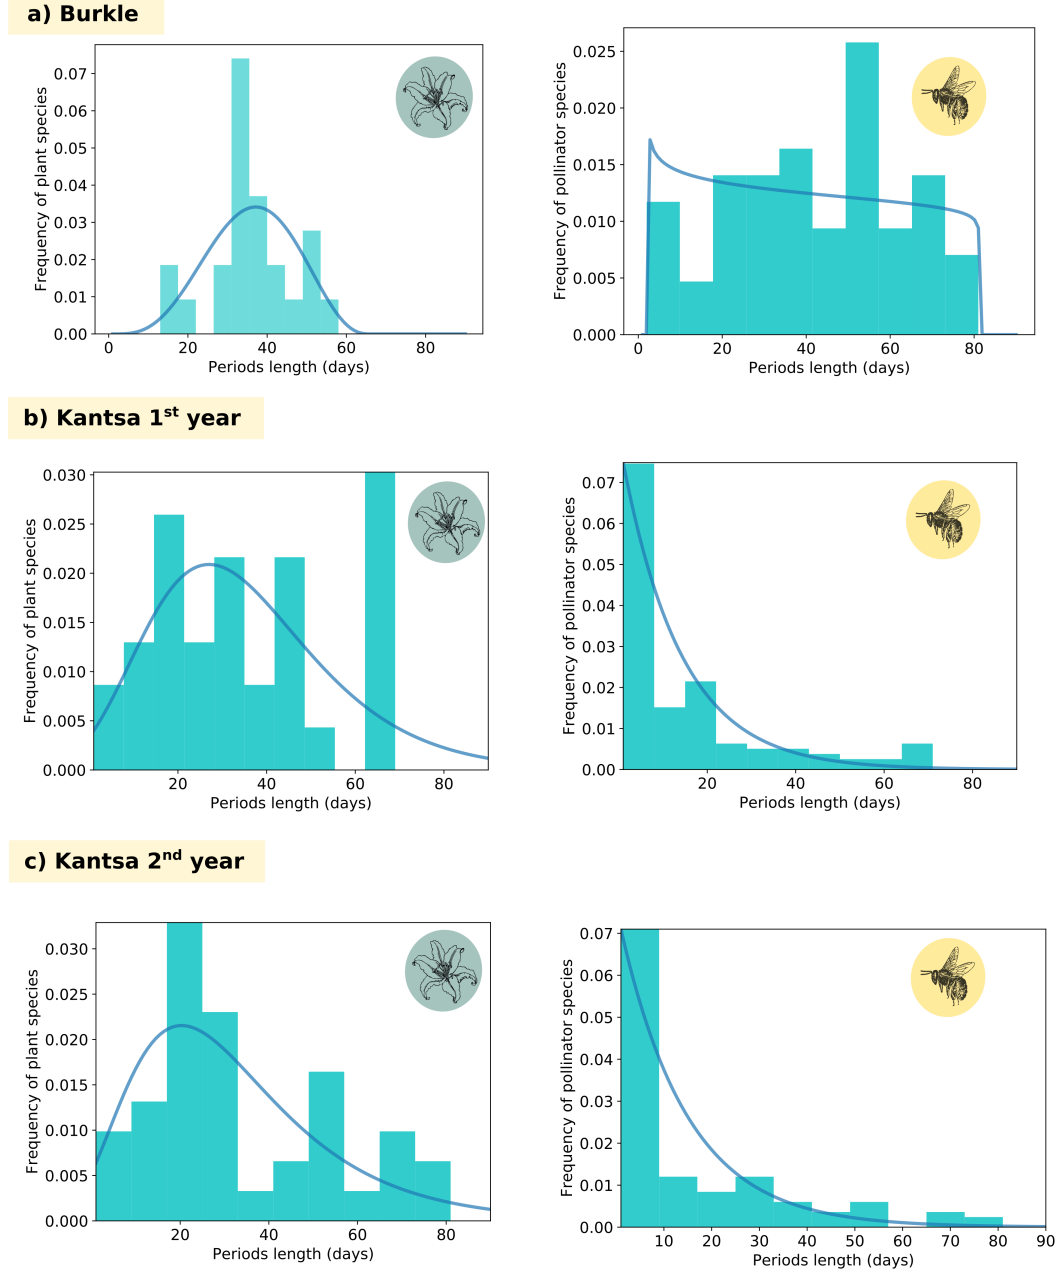 a) Burkle
Frequency of plant species
0.07
0.06
0.05
0.04
0.03
0.02
0.01
0.00
0 20 40 60 80
Periods length (days)
Frequency of pollinator species
0.025
0.020
0.015
0.010
0.005
0.000
0 20 40 60 80
Periods length (days)
b) Kantsa 1st year
Frequency of plant species
0.030
0.025
0.020
0.015
0.010
0.005
0.000
20 40 60 80
Periods length (days)
Frequency of pollinator species
0.07
0.06
0.05
0.04
0.03
0.02
0.01
0.00
20 40 60 80
Periods length (days)
c) Kantsa 2nd year
Frequency of plant species
0.030
0.025
0.020
0.015
0.010
0.005
0.000
20 40 60 80
Periods length (days)
Frequency of pollinator species
0.07
0.06
0.05
0.04
0.03
0.02
0.01
0.00
10 20 30 40 50 60 70 80 90
Periods length (days)